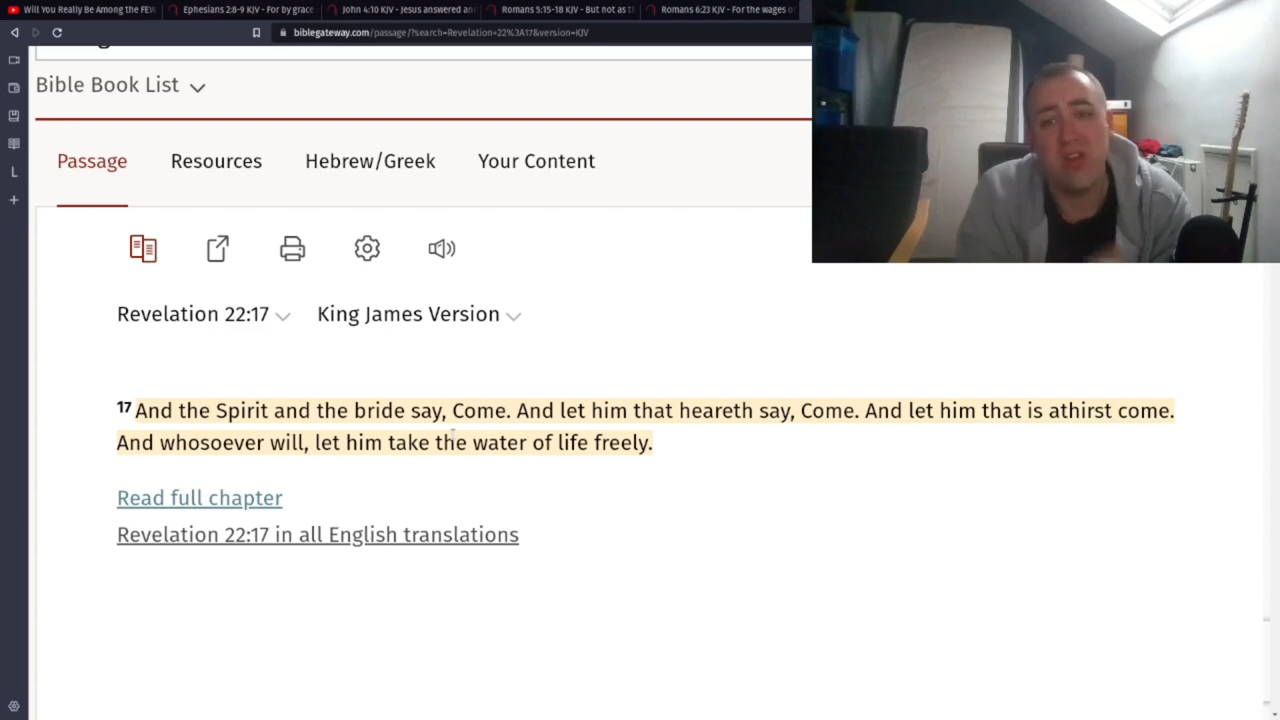 Will You Really Be Among the FEW
Ephesians 2:8-9 KJV - For by grace
John 4:10 KJV - Jesus answered and
Romans 5:15-18 KJV - But not as th
Romans 6:23 KJV - For the wages o
biblegateway.com/passage/?search=Revelation+22%3A17&version=KJV
Bible Book List
Passage Resources Hebrew/Greek Your Content
Revelation 22:17 King James Version
17 And the Spirit and the bride say, Come. And let him that heareth say, Come. And let him that is athirst come.
And whosoever will, let him take the water of life freely.
Read full chapter
Revelation 22:17 in all English translations
L